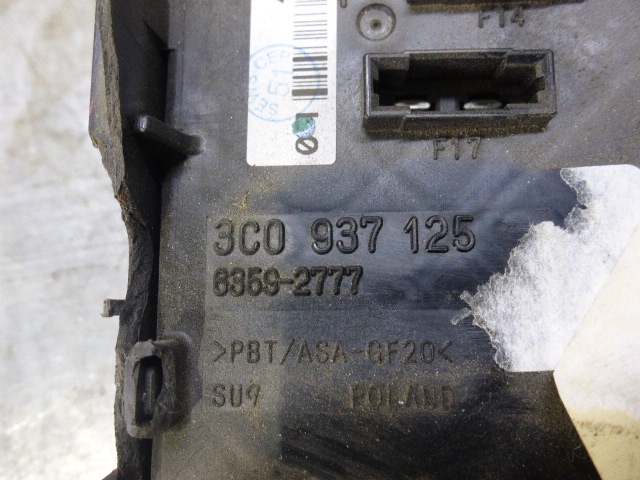 F14
F17
3C0 937 125
6359-2777
>PBT/ASA-GF20<
SU9 POLAND